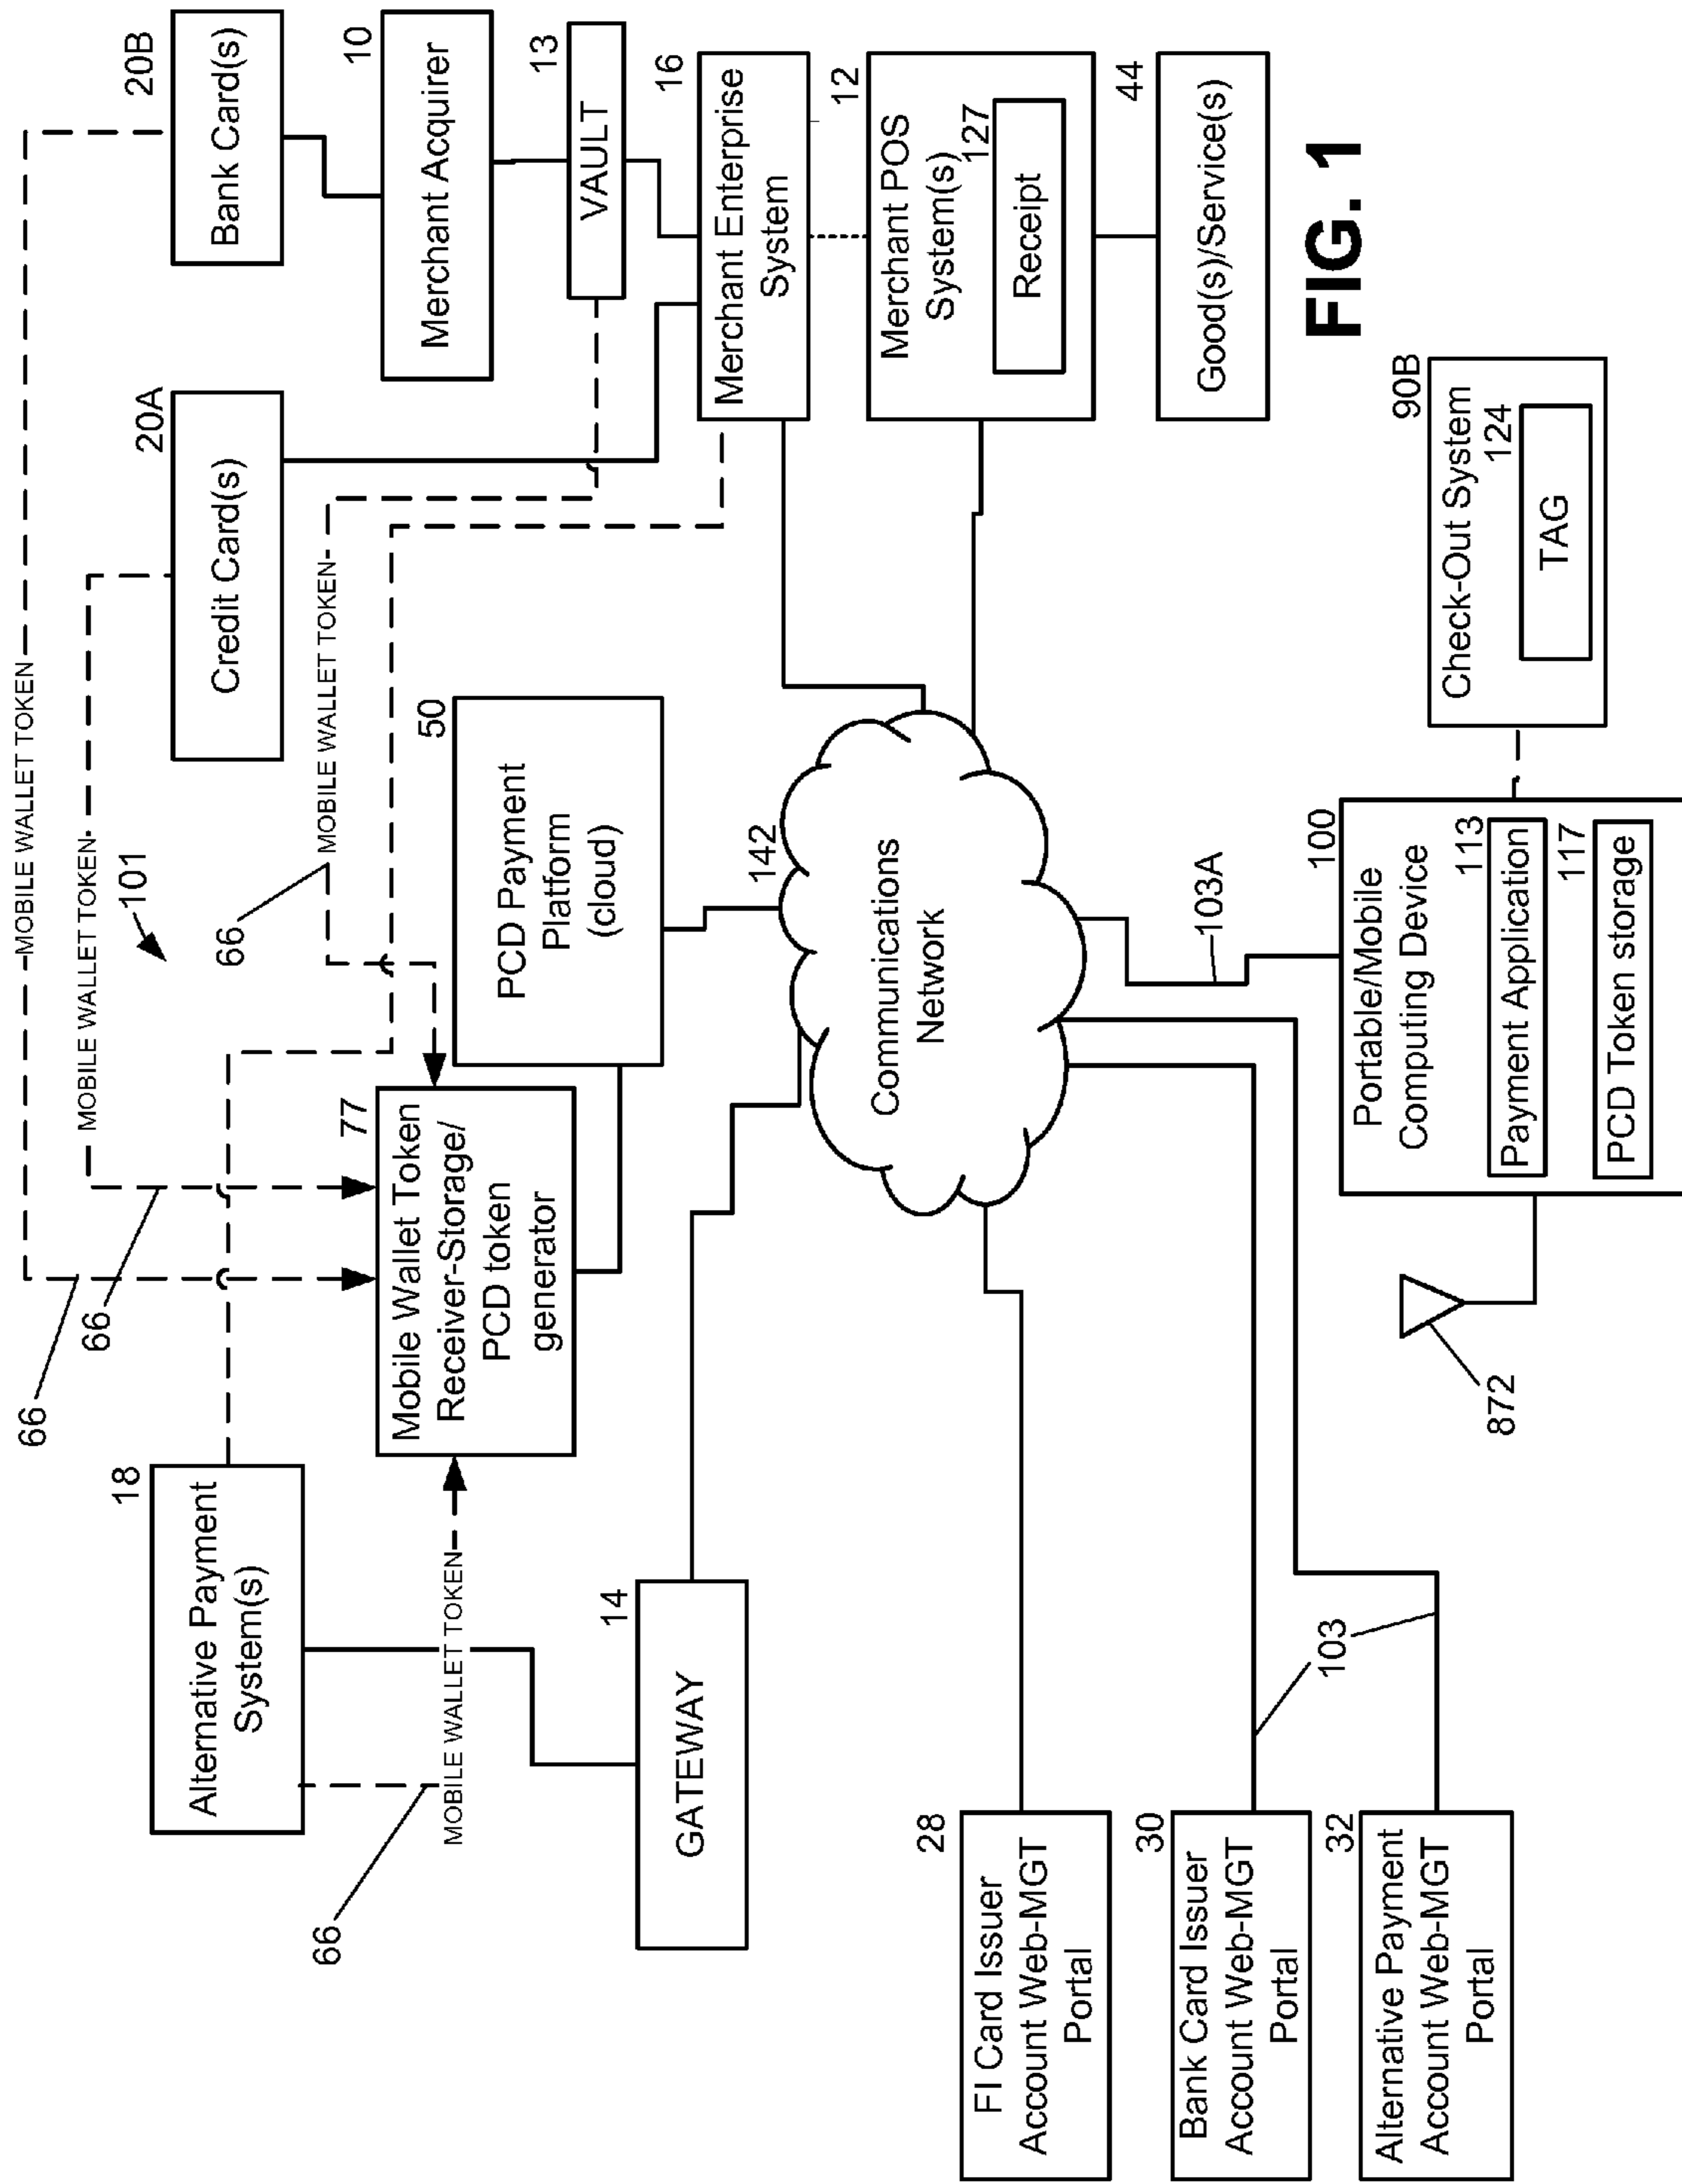 20B
Bank Card(s)
10
Merchant Acquirer
13
VAULT
16
Merchant Enterprise
System
12
Merchant POS
System(s)
127
Receipt
44
Good(s)/Service(s)
FIG. 1
20A
Credit Card(s)
MOBILE WALLET TOKEN
MOBILE WALLET TOKEN
MOBILE WALLET TOKEN
101
66
66
66
50
PCD Payment
Platform
(cloud)
77
Mobile Wallet Token
Receiver-Storage/
PCD token
generator
142
Communications
Network
90B
Check-Out System
124
TAG
100
Portable/Mobile
Computing Device
113
Payment Application
117
PCD Token storage
103A
872
18
Alternative Payment
System(s)
MOBILE WALLET TOKEN
66
14
GATEWAY
28
FI Card Issuer
Account Web-MGT
Portal
30
Bank Card Issuer
Account Web-MGT
Portal
32
Alternative Payment
Account Web-MGT
Portal
103